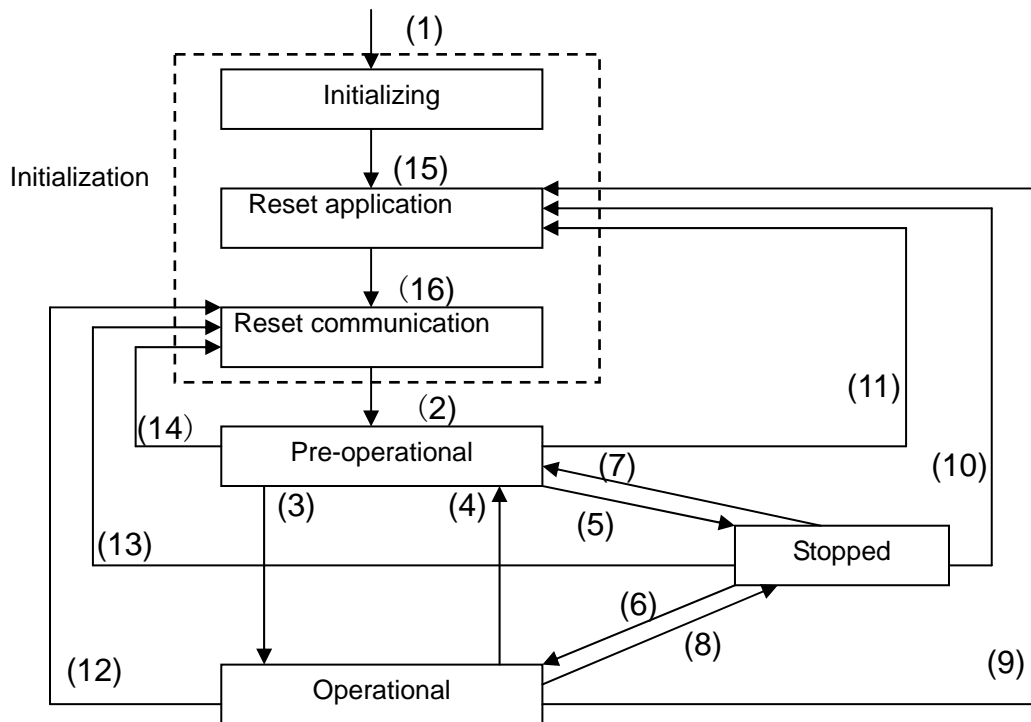 (1)
Initializing
Initialization
(15)
Reset application
（16)
Reset communication
(11)
（2)
(14）
Pre-operational
(7)
(10)
(3)
(4)
(5)
(13)
Stopped
(6)
(8)
(12)
(9)
Operational